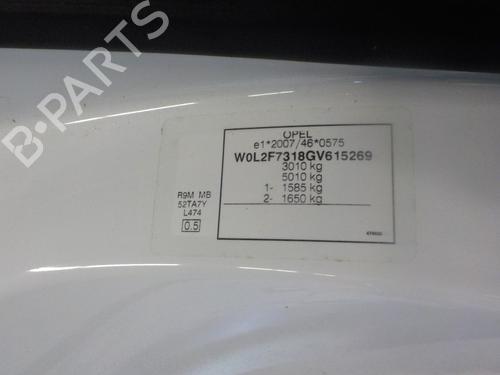 B-PARTS
OPEL
e1*2007/46*0575
W0L2F7318GV615269
3010 kg
5010 kg
1- 1585 kg
2- 1650 kg
R9M MB
52TA7Y
L474
0.5